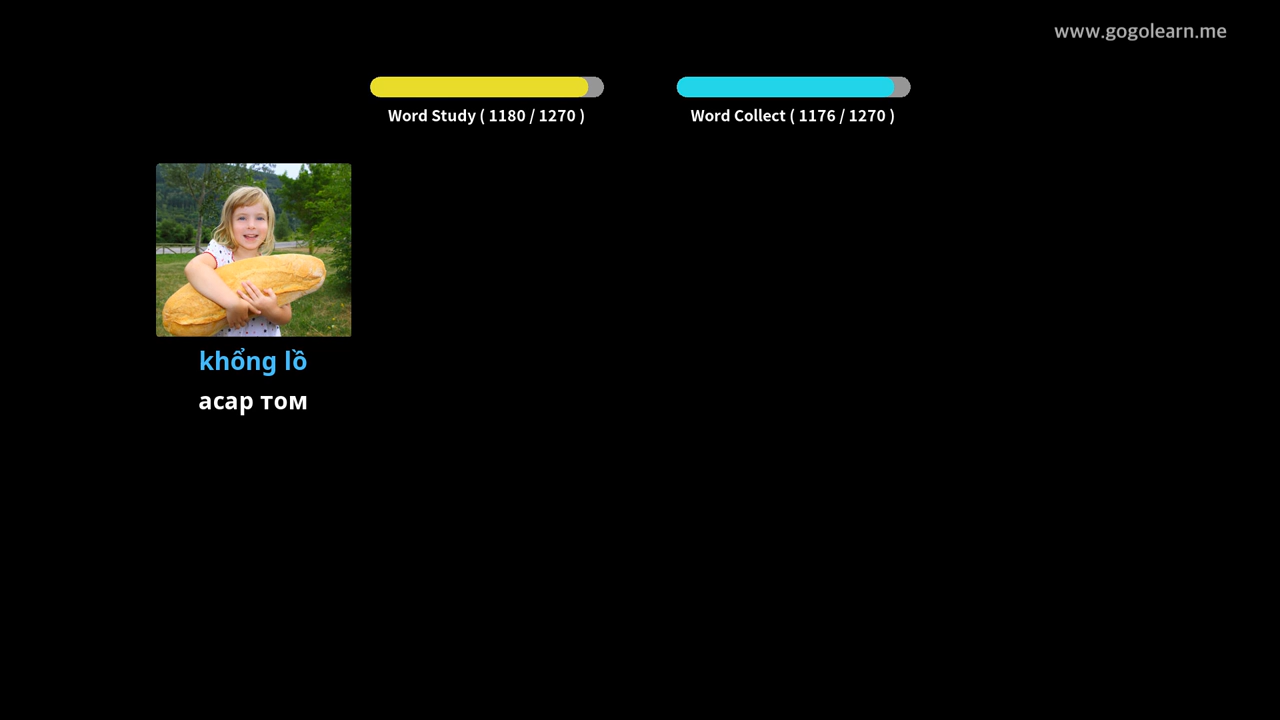 www.gogolearn.me
Word Study ( 1180 / 1270 )
Word Collect ( 1176 / 1270 )
khổng lồ
асар том